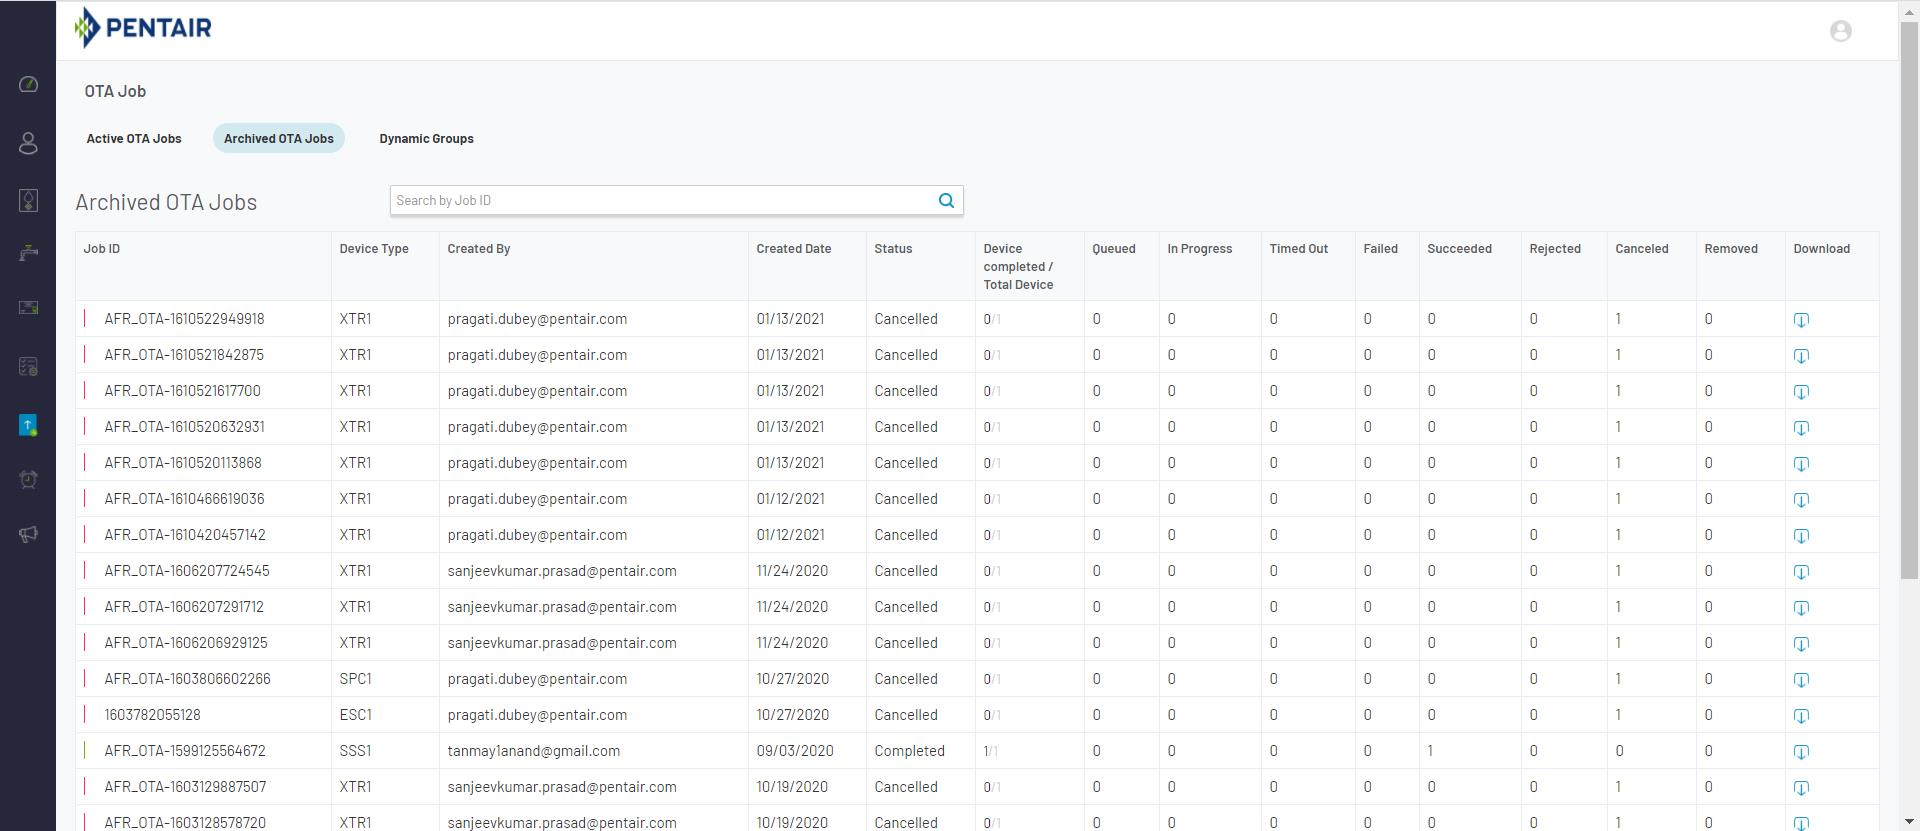 PENTAIR
OTA Job
Active OTA Jobs Archived OTA Jobs Dynamic Groups
Archived OTA Jobs Search by Job ID
Job ID Device Type Created By Created Date Status Device completed / Total Device Queued In Progress Timed Out Failed Succeeded Rejected Canceled Removed Download
AFR_OTA-1610522949918 XTR1 pragati.dubey@pentair.com 01/13/2021 Cancelled 0/1 0 0 0 0 0 0 1 0
AFR_OTA-1610521842875 XTR1 pragati.dubey@pentair.com 01/13/2021 Cancelled 0/1 0 0 0 0 0 0 1 0
AFR_OTA-1610521617700 XTR1 pragati.dubey@pentair.com 01/13/2021 Cancelled 0/1 0 0 0 0 0 0 1 0
AFR_OTA-1610520632931 XTR1 pragati.dubey@pentair.com 01/13/2021 Cancelled 0/1 0 0 0 0 0 0 1 0
AFR_OTA-1610520113868 XTR1 pragati.dubey@pentair.com 01/13/2021 Cancelled 0/1 0 0 0 0 0 0 1 0
AFR_OTA-1610466619036 XTR1 pragati.dubey@pentair.com 01/12/2021 Cancelled 0/1 0 0 0 0 0 0 1 0
AFR_OTA-1610420457142 XTR1 pragati.dubey@pentair.com 01/12/2021 Cancelled 0/1 0 0 0 0 0 0 1 0
AFR_OTA-1606207724545 XTR1 sanjeevkumar.prasad@pentair.com 11/24/2020 Cancelled 0/1 0 0 0 0 0 0 1 0
AFR_OTA-1606207291712 XTR1 sanjeevkumar.prasad@pentair.com 11/24/2020 Cancelled 0/1 0 0 0 0 0 0 1 0
AFR_OTA-1606206929125 XTR1 sanjeevkumar.prasad@pentair.com 11/24/2020 Cancelled 0/1 0 0 0 0 0 0 1 0
AFR_OTA-1603806602266 SPC1 pragati.dubey@pentair.com 10/27/2020 Cancelled 0/1 0 0 0 0 0 0 1 0
1603782055128 ESC1 pragati.dubey@pentair.com 10/27/2020 Cancelled 0/1 0 0 0 0 0 0 1 0
AFR_OTA-1599125564672 SSS1 tanmay1anand@gmail.com 09/03/2020 Completed 1/1 0 0 0 0 1 0 0 0
AFR_OTA-1603129887507 XTR1 sanjeevkumar.prasad@pentair.com 10/19/2020 Cancelled 0/1 0 0 0 0 0 0 1 0
AFR_OTA-1603128578720 XTR1 sanjeevkumar.prasad@pentair.com 10/19/2020 Cancelled 0/1 0 0 0 0 0 0 1 0